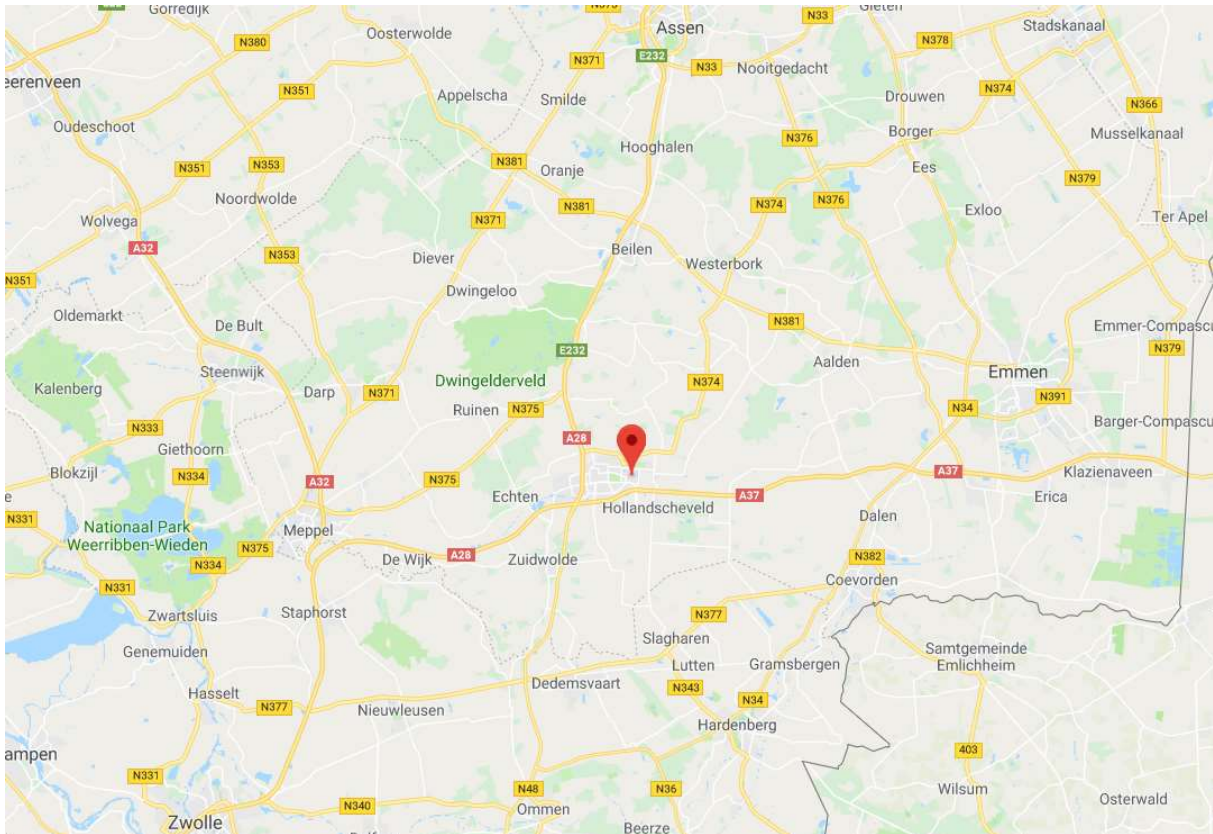 Gorredijk
N373
Assen
N33
Gieten
N380
Oosterwolde
E232
N378
Stadskanaal
eerenveen
N371
N33
Nooitgedacht
N351
Appelscha
Smilde
Drouwen
N374
N366
Oudeschoot
N376
Borger
Musselkanaal
Hooghalen
N351
N353
N381
Oranje
Ees
N379
Noordwolde
N381
N374
N376
Exloo
Wolvega
N371
Ter Apel
A32
N353
Diever
Beilen
Westerbork
N351
Dwingeloo
Oldemarkt
De Bult
N381
Emmer-Compascu
E232
N379
Steenwijk
Aalden
Emmen
Kalenberg
Darp
N371
Dwingelderveld
N374
N391
Ruinen
N375
N34
Barger-Compascu
N333
Giethoorn
A28
Blokzijl
N334
A32
N375
A37
Klazienaveen
Echten
A37
Erica
N331
Nationaal Park
Weerribben-Wieden
Meppel
Hollandscheveld
Dalen
N375
De Wijk
A28
Zuidwolde
N382
N334
Coevorden
N331
Zwartsluis
Staphorst
N377
Genemuiden
Slagharen
Samtgemeinde
Emlichheim
Lutten
Gramsbergen
Hasselt
Dedemsvaart
N343
N377
Nieuwleusen
N34
Hardenberg
ampen
403
N331
N48
N36
Wilsum
N340
Ommen
Osterwald
Zwolle
Beerze